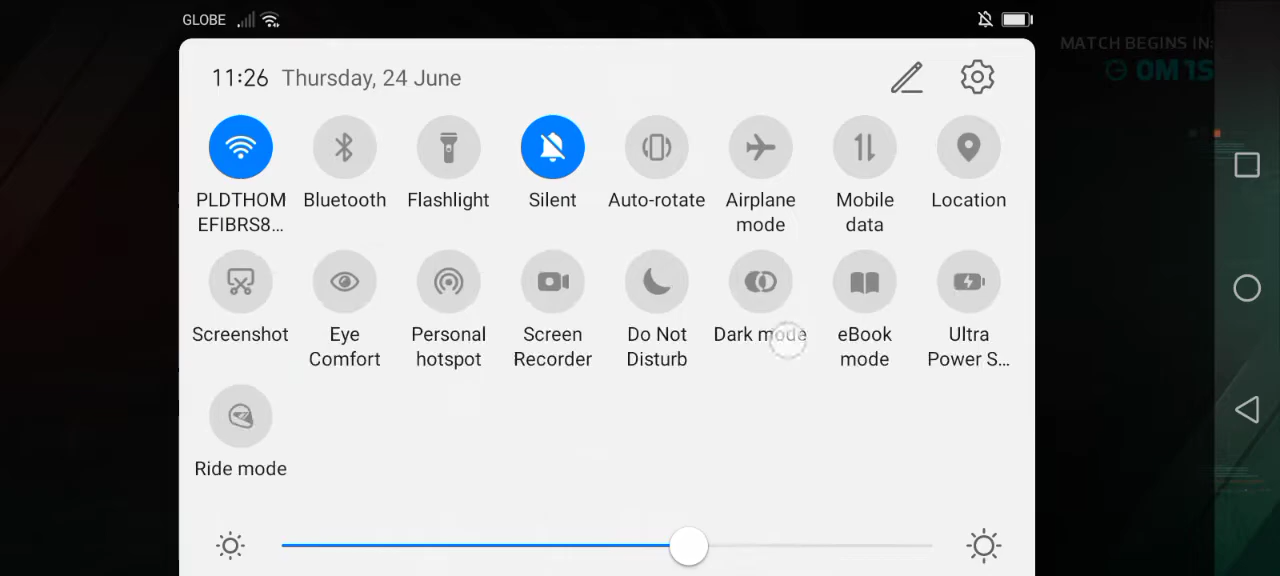 GLOBE
MATCH BEGINS IN:
0M 1S
11:26 Thursday, 24 June
PLDTHOM
EFIBRS8...
Bluetooth
Flashlight
Silent
Auto-rotate
Airplane
mode
Mobile
data
Location
Screenshot
Eye
Comfort
Personal
hotspot
Screen
Recorder
Do Not
Disturb
Dark mode
eBook
mode
Ultra
Power S...
Ride mode